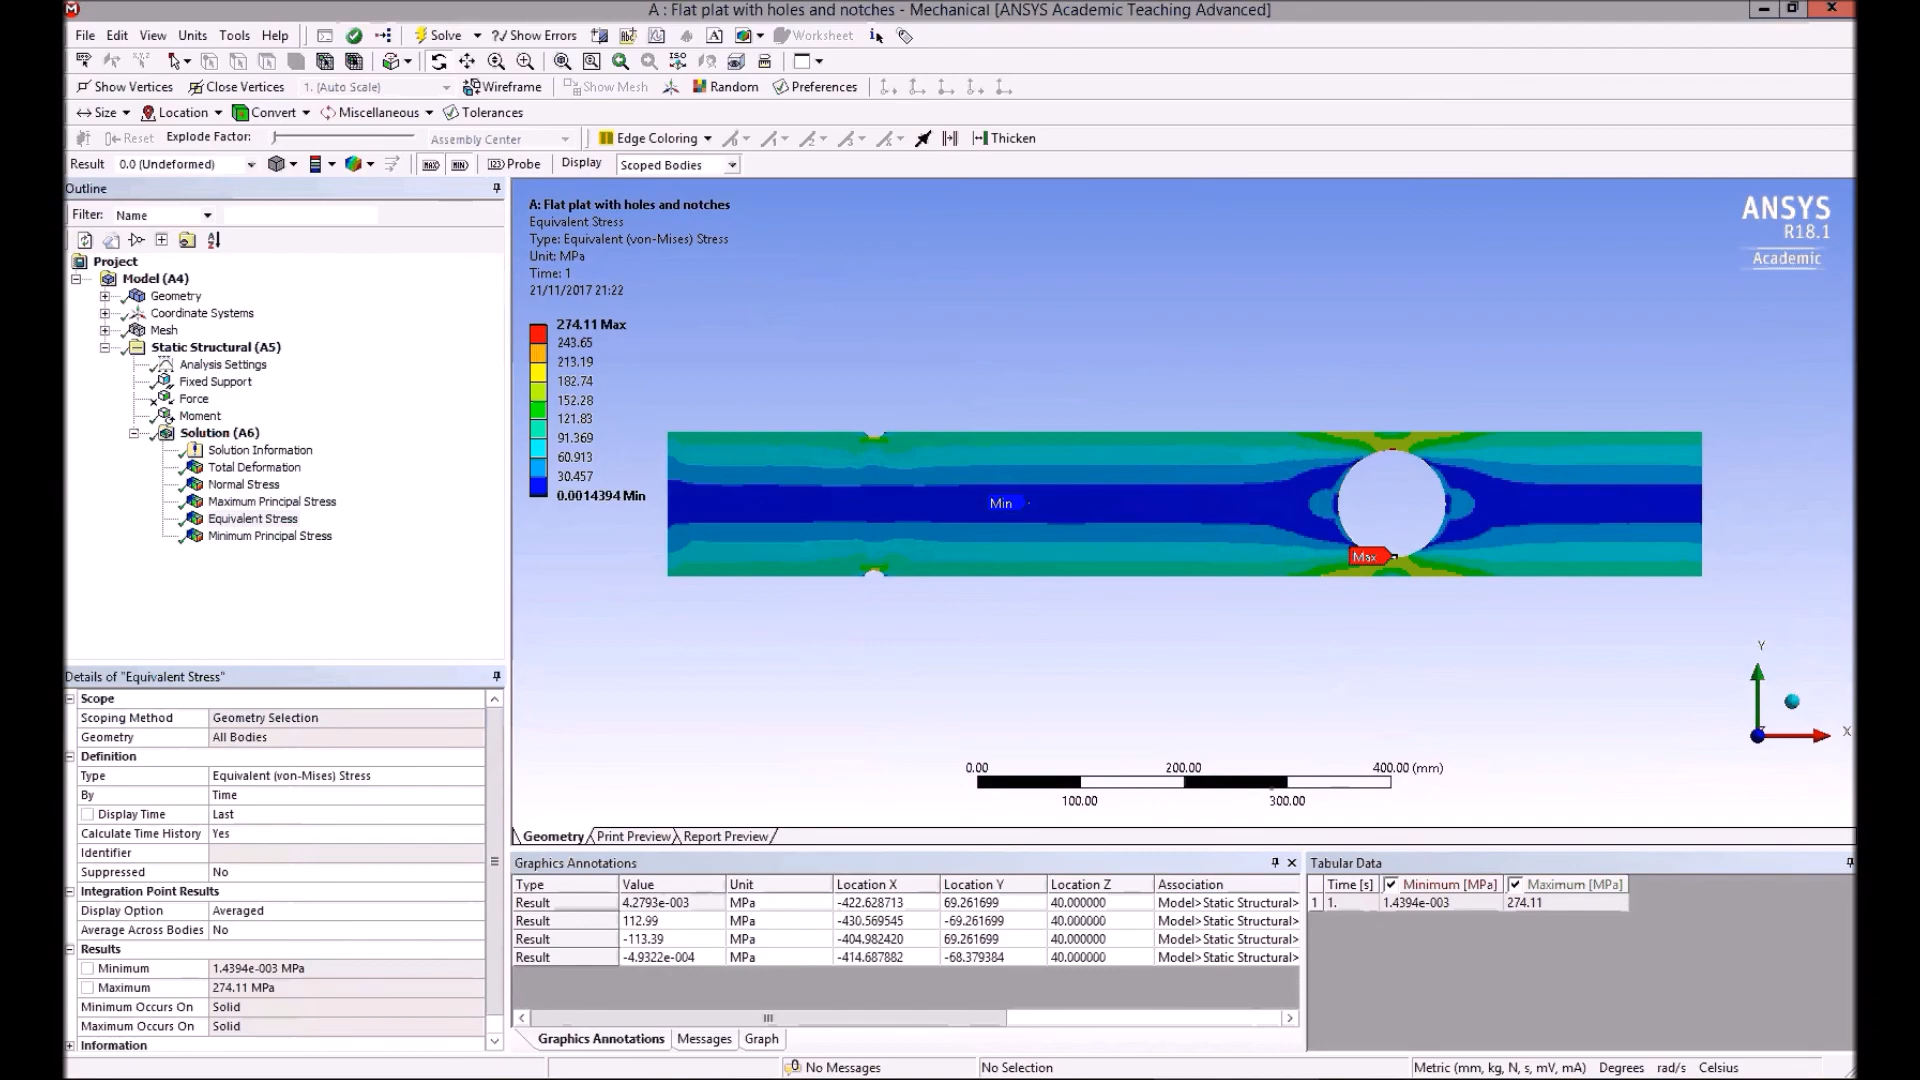 A : Flat plat with holes and notches - Mechanical [ANSYS Academic Teaching Advanced]
File Edit View Units Tools Help Solve ?/ Show Errors Worksheet
Show Vertices Close Vertices 1. (Auto Scale) Wireframe Show Mesh Random Preferences
Size Location Convert Miscellaneous Tolerances
Reset Explode Factor: Assembly Center Edge Coloring Thicken
Result 0.0 (Undeformed) MAX MIN Probe Display Scoped Bodies
Outline
Filter: Name
Project
Model (A4)
Geometry
Coordinate Systems
Mesh
Static Structural (A5)
Analysis Settings
Fixed Support
Force
Moment
Solution (A6)
Solution Information
Total Deformation
Normal Stress
Maximum Principal Stress
Equivalent Stress
Minimum Principal Stress
Details of "Equivalent Stress"
Scope
Scoping Method Geometry Selection
Geometry All Bodies
Definition
Type Equivalent (von-Mises) Stress
By Time
Display Time Last
Calculate Time History Yes
Identifier
Suppressed No
Integration Point Results
Display Option Averaged
Average Across Bodies No
Results
Minimum 1.4394e-003 MPa
Maximum 274.11 MPa
Minimum Occurs On Solid
Maximum Occurs On Solid
Information
A: Flat plat with holes and notches
Equivalent Stress
Type: Equivalent (von-Mises) Stress
Unit: MPa
Time: 1
21/11/2017 21:22
274.11 Max
243.65
213.19
182.74
152.28
121.83
91.369
60.913
30.457
0.0014394 Min
ANSYS
R18.1
Academic
Min
Max
Y
X
0.00 200.00 400.00 (mm)
100.00 300.00
Geometry Print Preview Report Preview
Graphics Annotations
Type Value Unit Location X Location Y Location Z Association
Result 4.2793e-003 MPa -422.628713 69.261699 40.000000 Model>Static Structural>
Result 112.99 MPa -430.569545 -69.261699 40.000000 Model>Static Structural>
Result -113.39 MPa -404.982420 69.261699 40.000000 Model>Static Structural>
Result -4.9322e-004 MPa -414.687882 -68.379384 40.000000 Model>Static Structural>
Graphics Annotations Messages Graph
Tabular Data
Time [s] Minimum [MPa] Maximum [MPa]
1 1. 1.4394e-003 274.11
No Messages No Selection Metric (mm, kg, N, s, mV, mA) Degrees rad/s Celsius